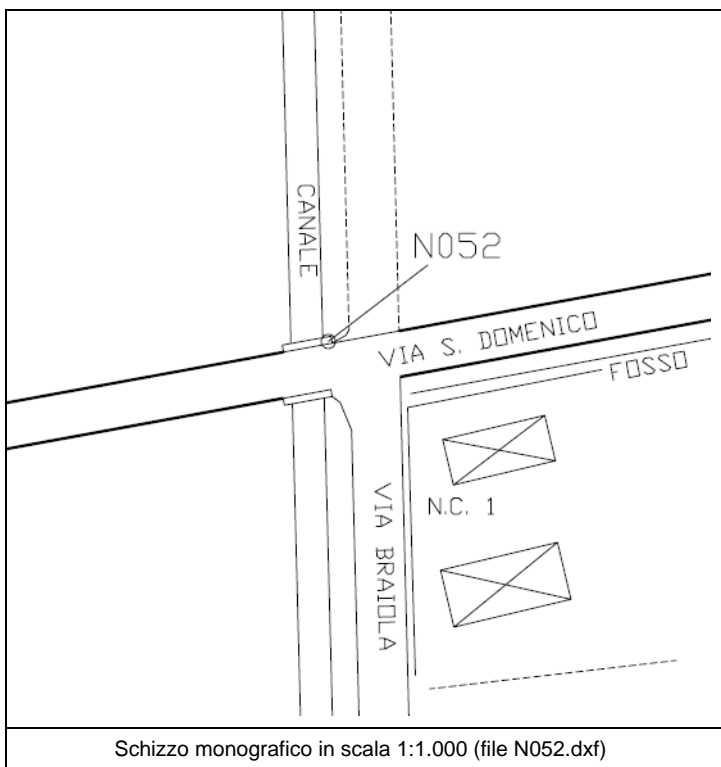 CANALE
N052
VIA S. DOMENICO
FOSSO
N.C. 1
VIA BRAIOLA
Schizzo monografico in scala 1:1.000 (file N052.dxf)